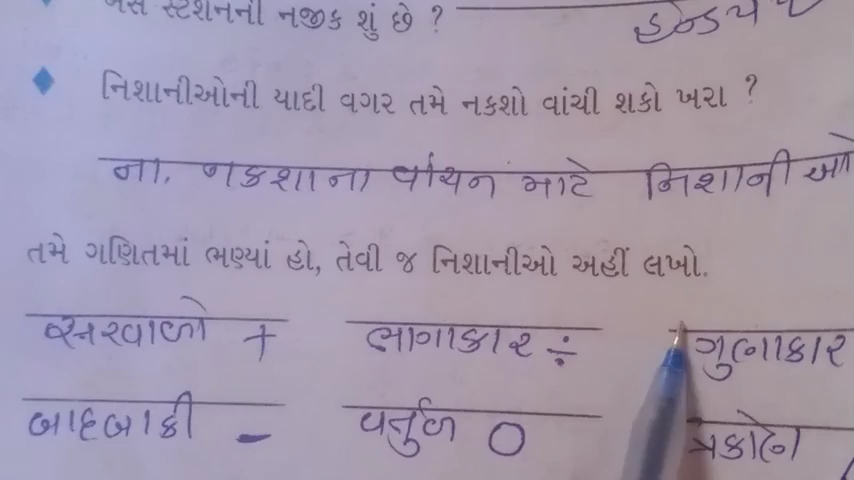 બસ સ્ટેશનની નજીક શું છે ?
નિશાનીઓની યાદી વગર તમે નકશો વાંચી શકો ખરા ?
ના. નકશાના વાંચન માટે નિશાનીઓ
તમે ગણિતમાં ભણ્યાં હો, તેવી જ નિશાનીઓ અહીં લખો.
સરવાળો + ભાગાકાર ÷ ગુણાકાર
બાદબાકી - વર્તુળ O ત્રિકોણ